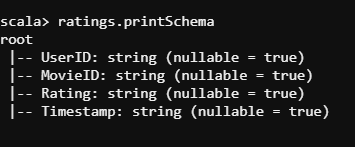 scala> ratings.printSchema
root
 |-- UserID: string (nullable = true)
 |-- MovieID: string (nullable = true)
 |-- Rating: string (nullable = true)
 |-- Timestamp: string (nullable = true)